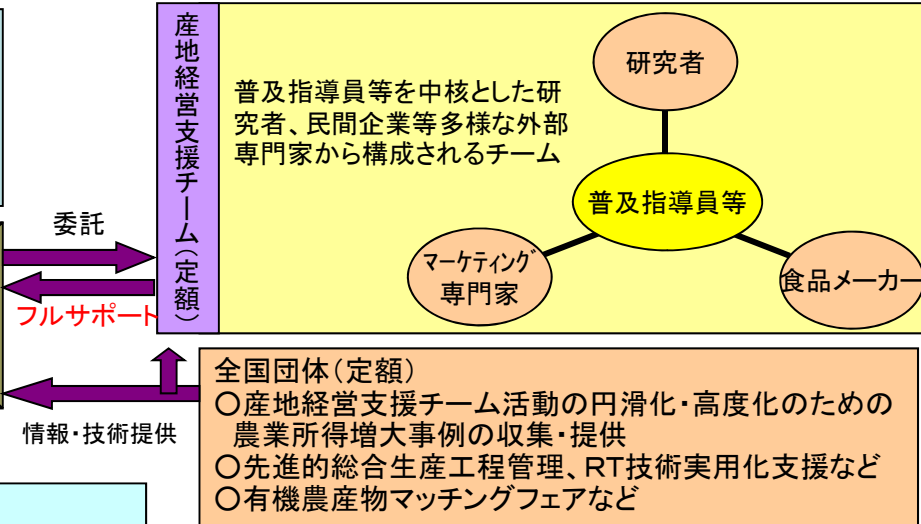 産地経営支援チーム(定額)
普及指導員等を中核とした研
究者、民間企業等多様な外部
専門家から構成されるチーム
研究者
普及指導員等
マーケティング
専門家
食品メーカー
委託
フルサポート
情報・技術提供
全国団体(定額)
○産地経営支援チーム活動の円滑化・高度化のための
農業所得増大事例の収集・提供
○先進的総合生産工程管理、RT技術実用化支援など
○有機農産物マッチングフェアなど